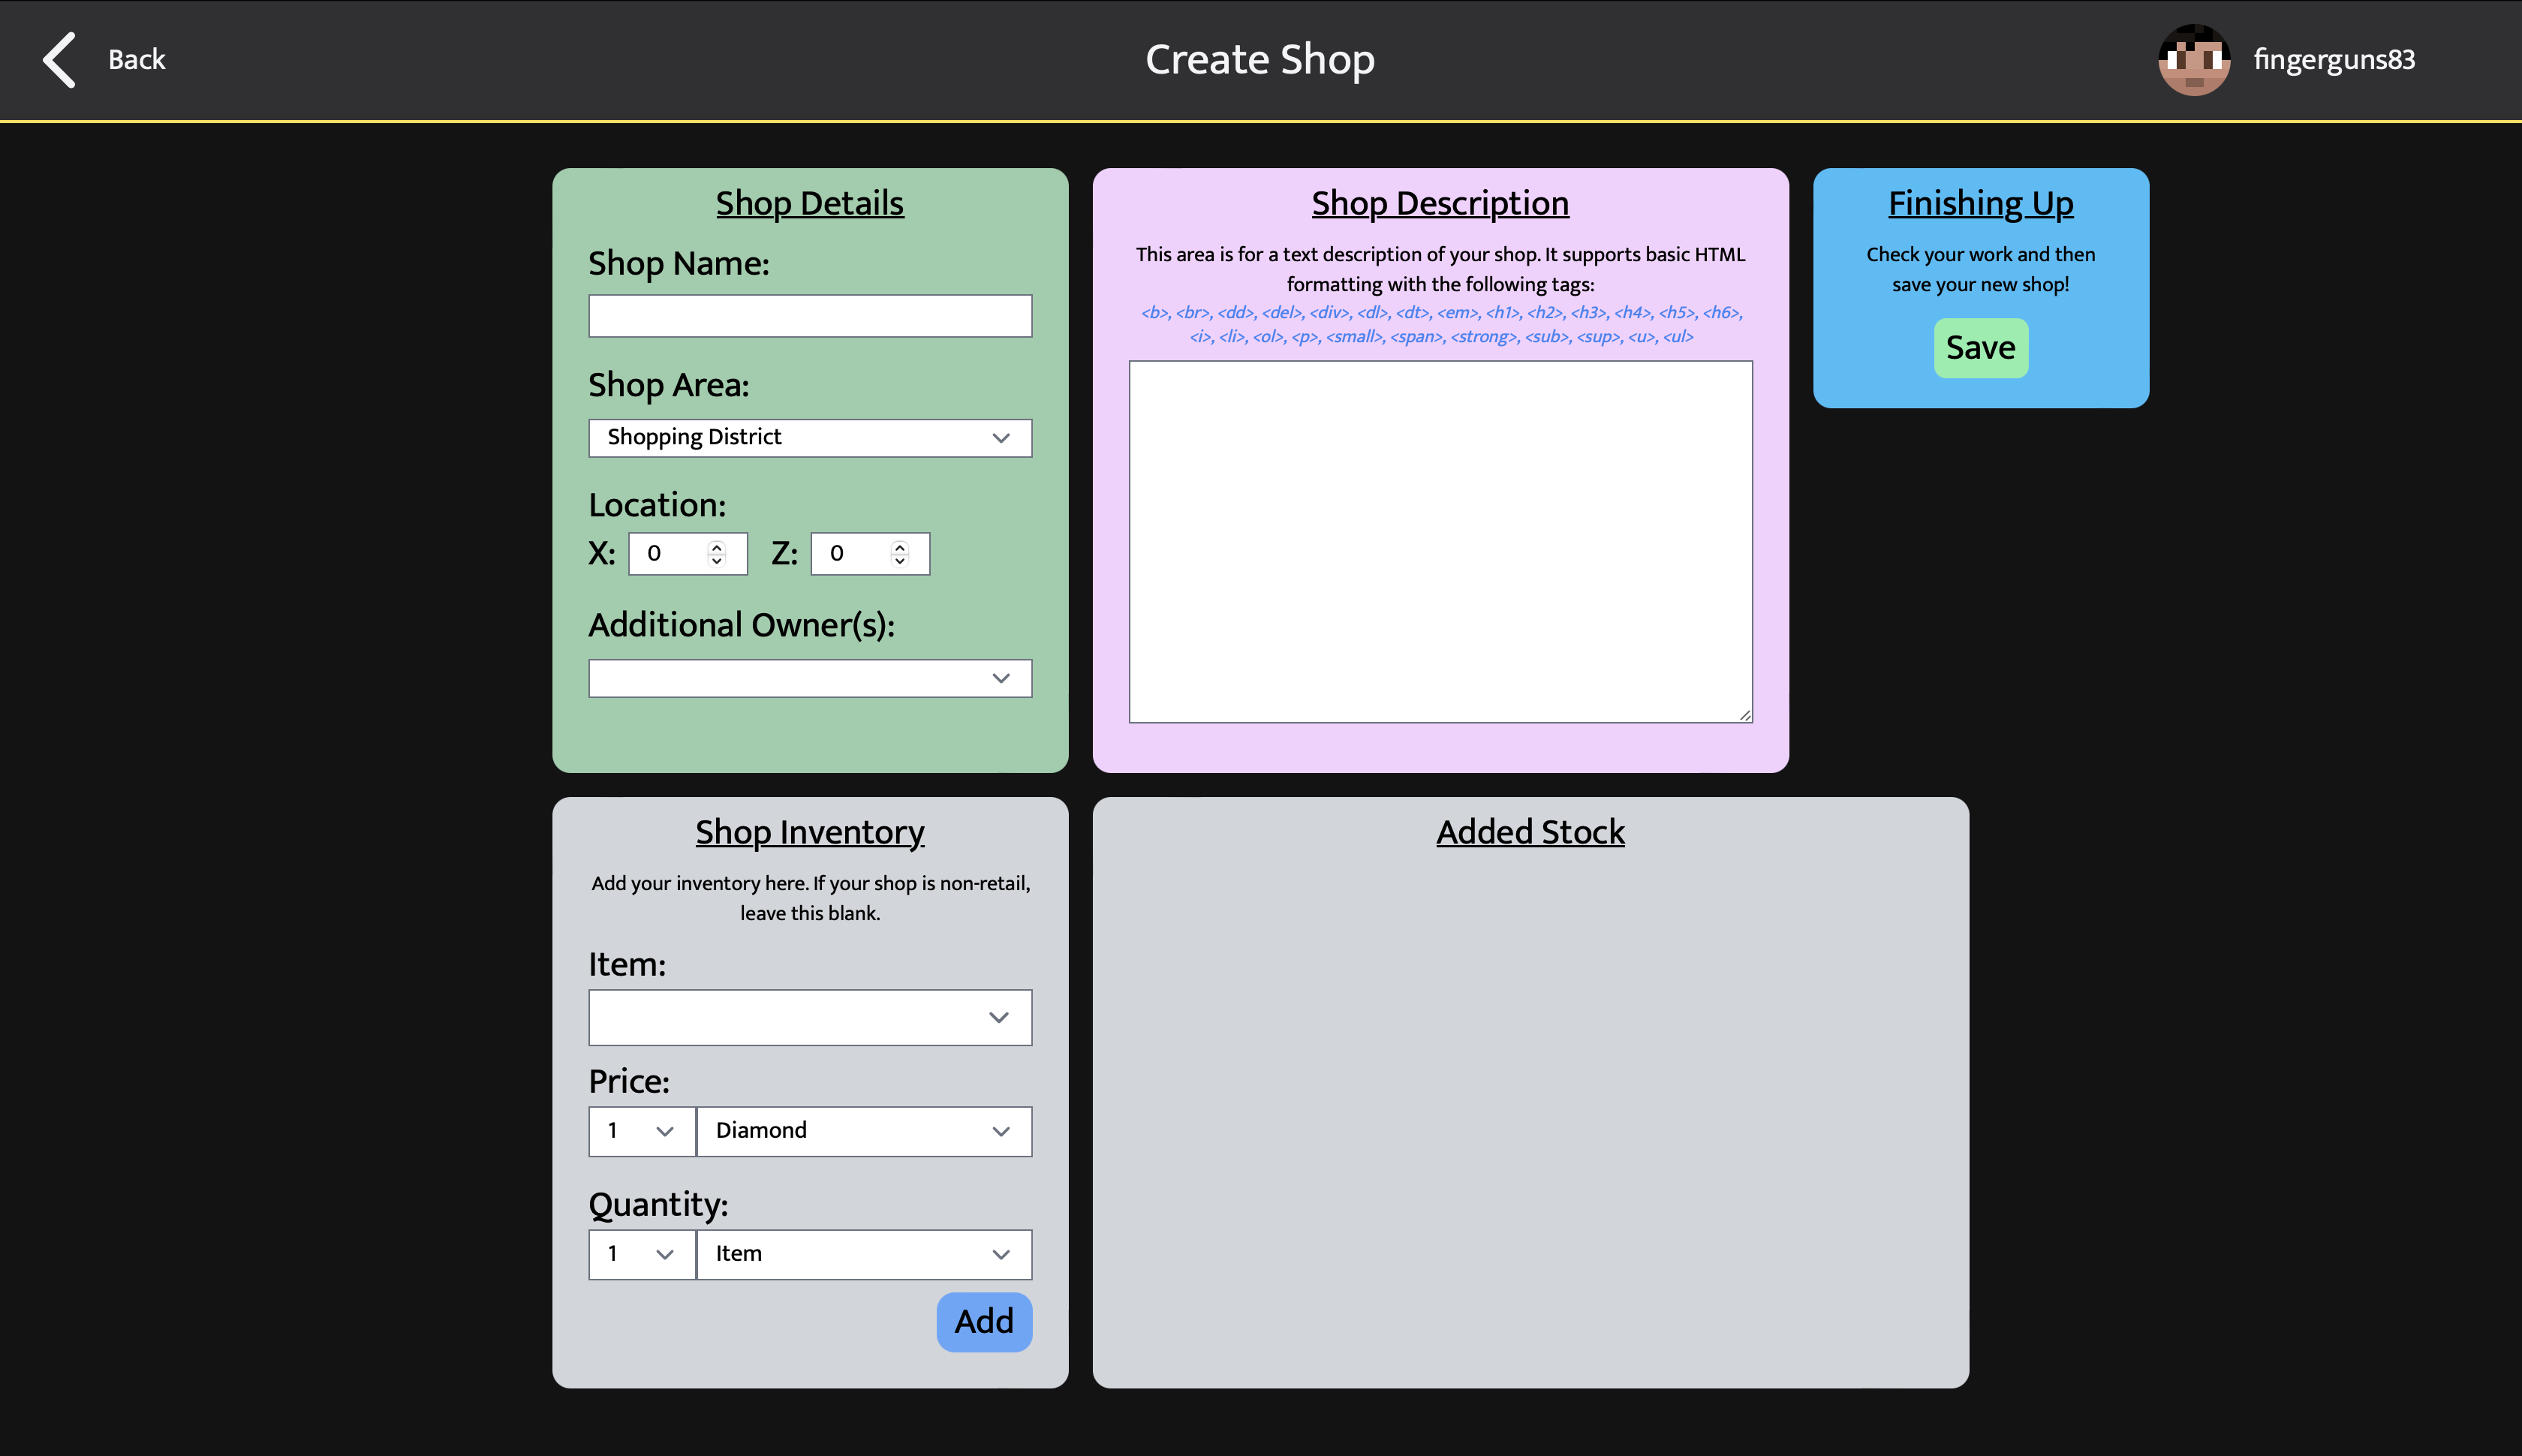 Back
Create Shop
fingerguns83
Shop Details
Shop Name:
Shop Area:
Shopping District
Location:
X: 0 Z: 0
Additional Owner(s):
Shop Description
This area is for a text description of your shop. It supports basic HTML
formatting with the following tags:
<b>, <br>, <dd>, <del>, <div>, <dl>, <dt>, <em>, <h1>, <h2>, <h3>, <h4>, <h5>, <h6>,
<i>, <li>, <ol>, <p>, <small>, <span>, <strong>, <sub>, <sup>, <u>, <ul>
Finishing Up
Check your work and then
save your new shop!
Save
Shop Inventory
Add your inventory here. If your shop is non-retail,
leave this blank.
Item:
Price:
1 Diamond
Quantity:
1 Item
Add
Added Stock